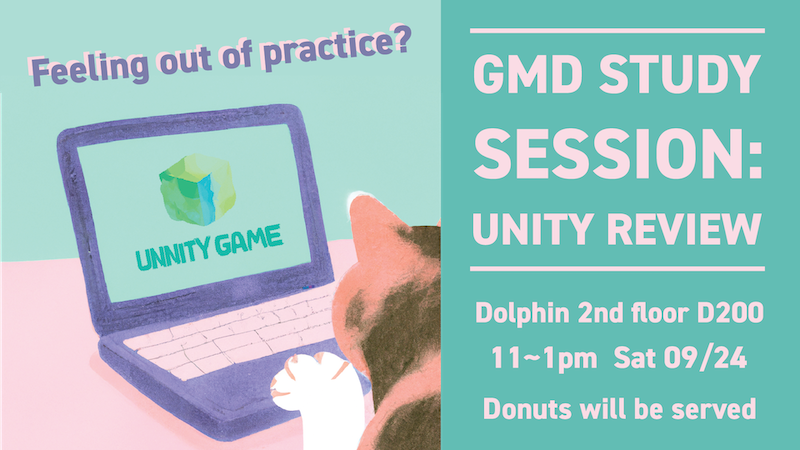 Feeling out of practice?
UNNITY GAME
GMD STUDY
SESSION:
UNITY REVIEW
Dolphin 2nd floor D200
11~1pm Sat 09/24
Donuts will be served